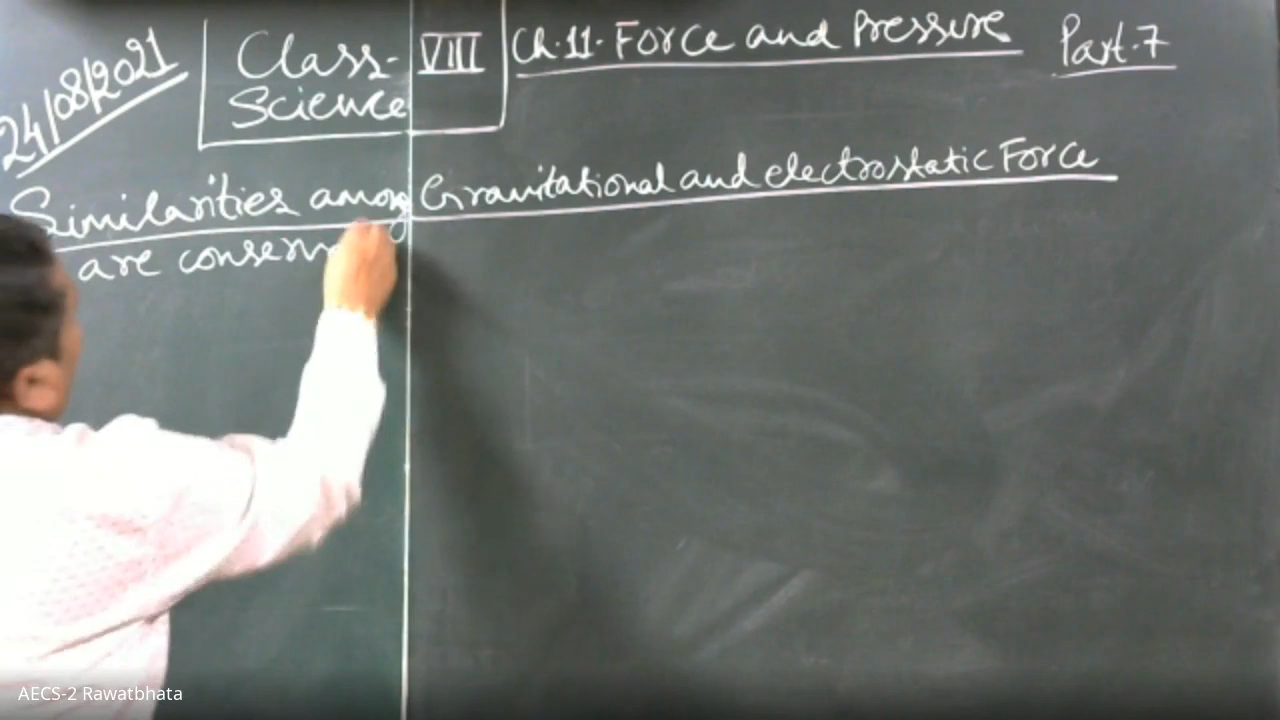 24/08/2021
Class- VIII
Science
Ch.11. Force and Pressure
Part.7
Similarities among Gravitational and electrostatic Force
are
AECS-2 Rawatbhata